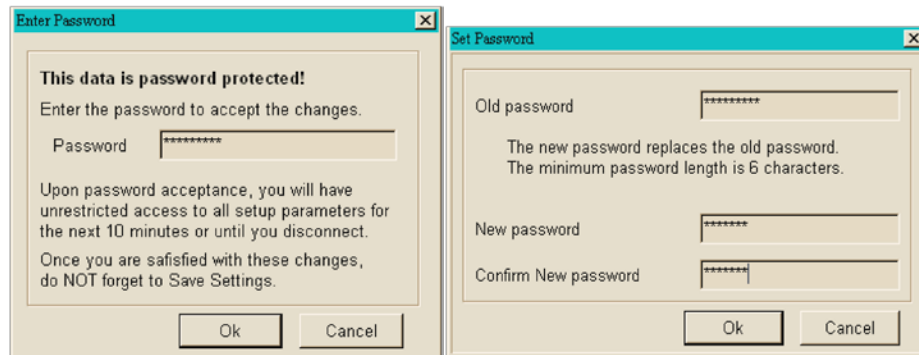 Enter Password
This data is password protected!
Enter the password to accept the changes.
Password *********
Upon password acceptance, you will have
unrestricted access to all setup parameters for
the next 10 minutes or until you disconnect.
Once you are safisfied with these changes,
do NOT forget to Save Settings.
Ok Cancel
Set Password
Old password *********
The new password replaces the old password.
The minimum password length is 6 characters.
New password *******
Confirm New password *******
Ok Cancel